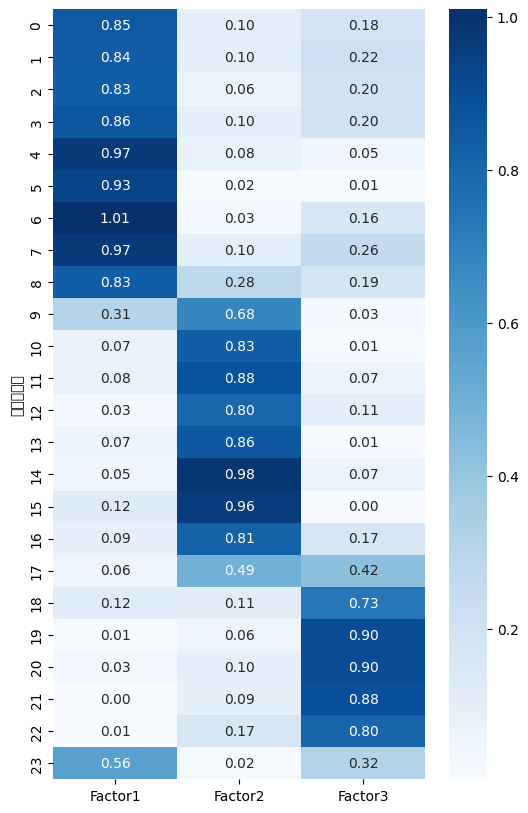 0 0.85 0.10 0.18
1 0.84 0.10 0.22
2 0.83 0.06 0.20
3 0.86 0.10 0.20
4 0.97 0.08 0.05
5 0.93 0.02 0.01
6 1.01 0.03 0.16
7 0.97 0.10 0.26
8 0.83 0.28 0.19
9 0.31 0.68 0.03
10 0.07 0.83 0.01
11 0.08 0.88 0.07
12 0.03 0.80 0.11
13 0.07 0.86 0.01
14 0.05 0.98 0.07
15 0.12 0.96 0.00
16 0.09 0.81 0.17
17 0.06 0.49 0.42
18 0.12 0.11 0.73
19 0.01 0.06 0.90
20 0.03 0.10 0.90
21 0.00 0.09 0.88
22 0.01 0.17 0.80
23 0.56 0.02 0.32
Factor1 Factor2 Factor3
1.0
0.8
0.6
0.4
0.2